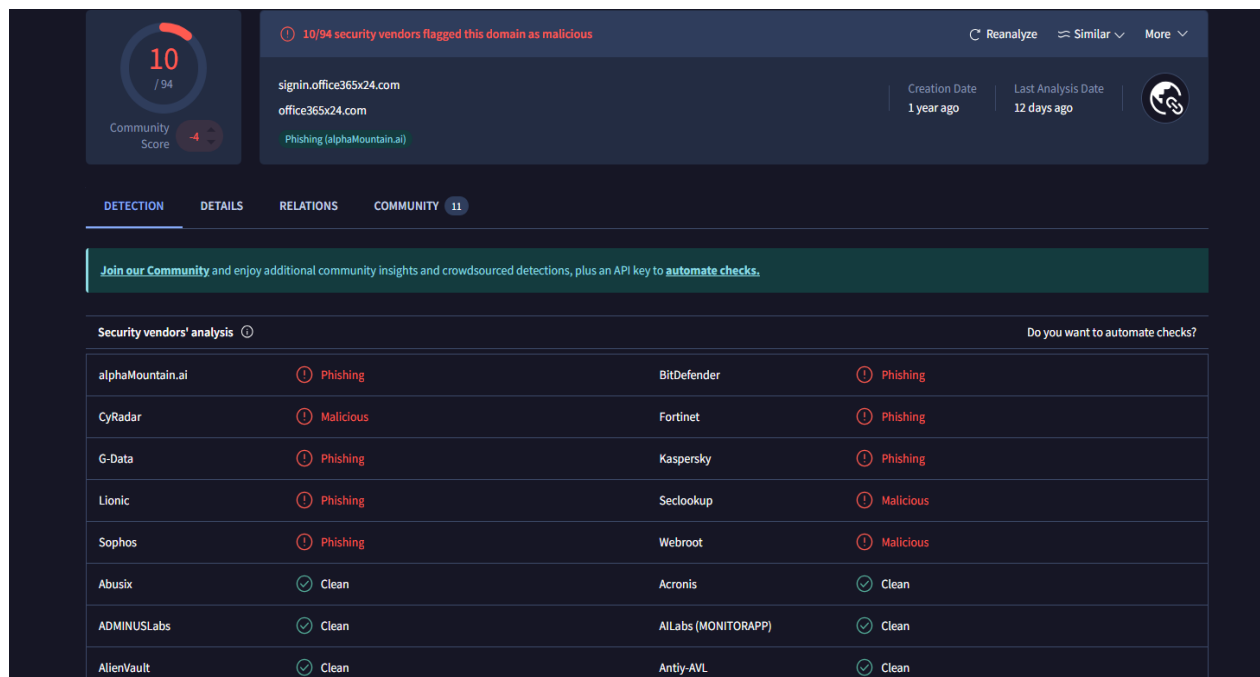 10
/ 94
Community
Score
-4
10/94 security vendors flagged this domain as malicious
Reanalyze
Similar
More
signin.office365x24.com
office365x24.com
Phishing (alphaMountain.ai)
Creation Date
1 year ago
Last Analysis Date
12 days ago
DETECTION DETAILS RELATIONS COMMUNITY 11
Join our Community and enjoy additional community insights and crowdsourced detections, plus an API key to automate checks.
Security vendors' analysis Do you want to automate checks?
alphaMountain.ai Phishing BitDefender Phishing
CyRadar Malicious Fortinet Phishing
G-Data Phishing Kaspersky Phishing
Lionic Phishing Seclookup Malicious
Sophos Phishing Webroot Malicious
Abusix Clean Acronis Clean
ADMINUSLabs Clean AILabs (MONITORAPP) Clean
AlienVault Clean Antiy-AVL Clean